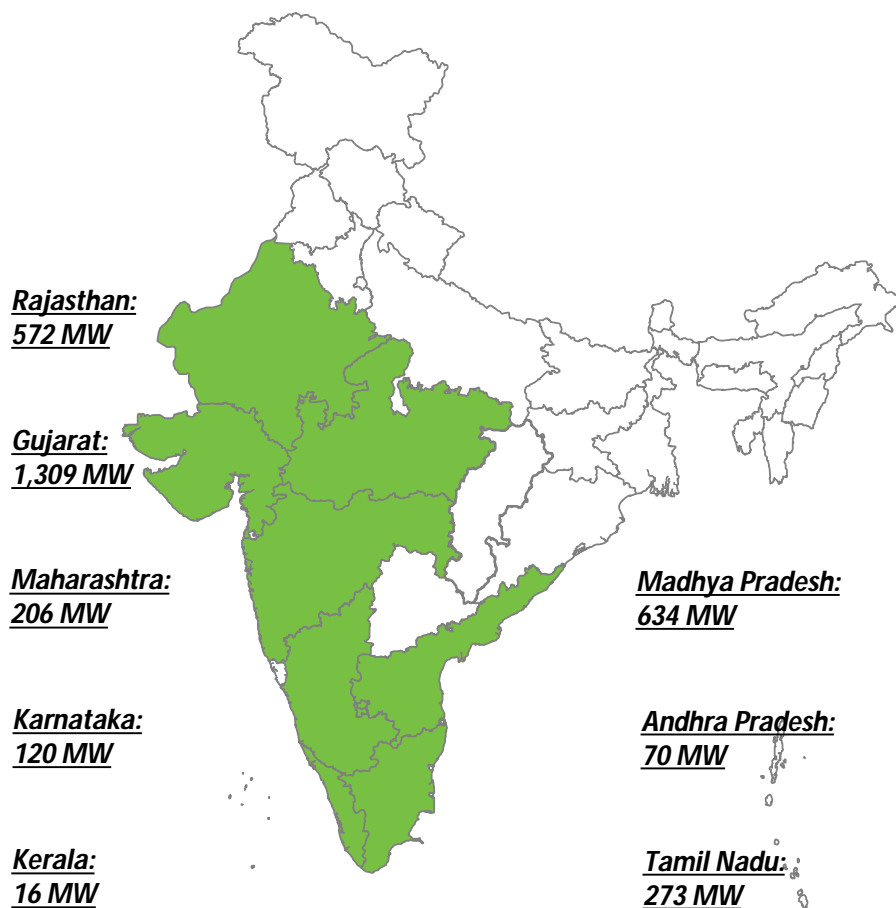 Rajasthan:
572 MW
Gujarat:
1,309 MW
Maharashtra:
206 MW
Karnataka:
120 MW
Kerala:
16 MW
Madhya Pradesh:
634 MW
Andhra Pradesh:
70 MW
Tamil Nadu:
273 MW